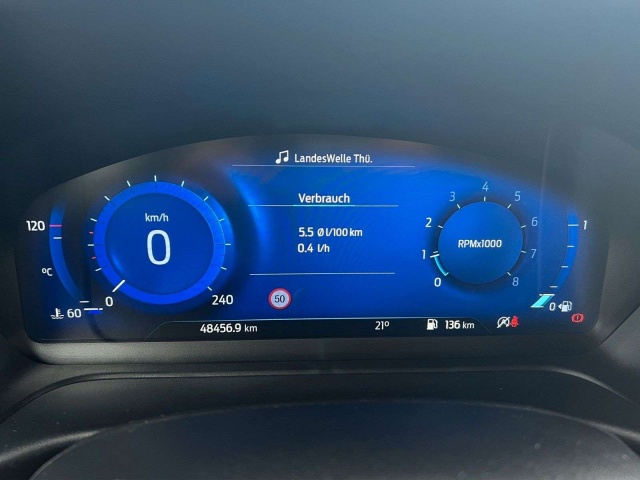 LandesWelle Thü.
Verbrauch
5.5 Ø l/100 km
0.4 l/h
km/h
0
0 240
120
°C
60
50
RPMx1000
0 1 2 3 4 5 6 7 8
1
0
48456.9 km 21° 136 km